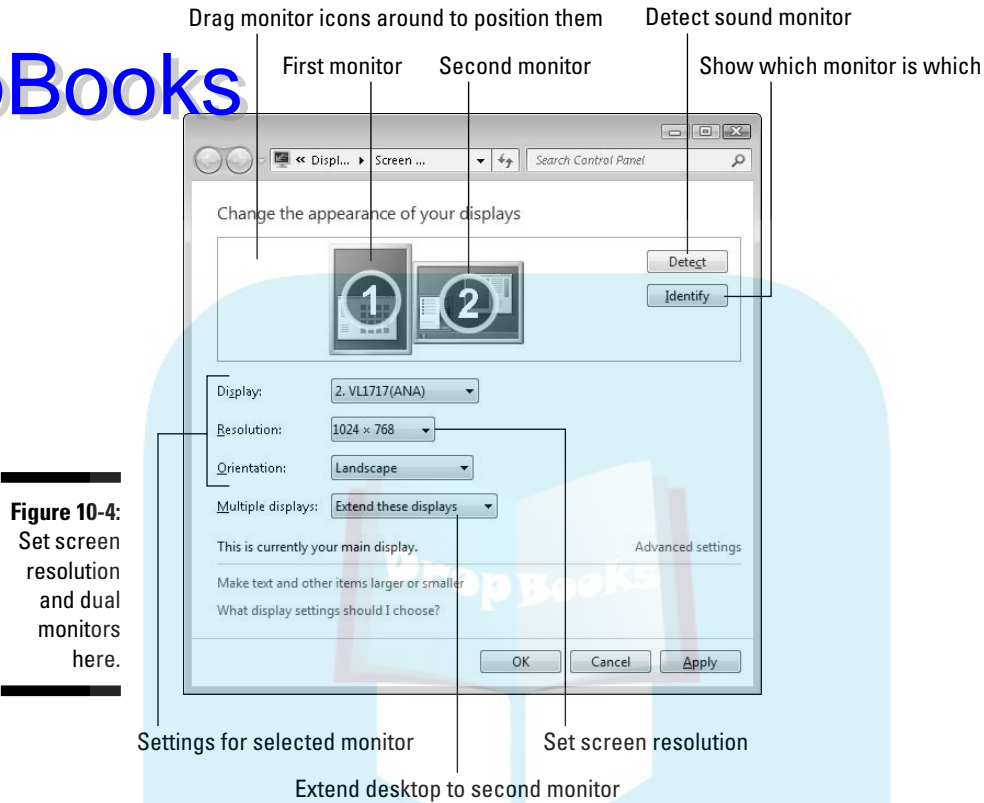 Drag monitor icons around to position them
Detect sound monitor
First monitor
Second monitor
Show which monitor is which
pBooks
« Displ... ▸ Screen ...
Search Control Panel
Change the appearance of your displays
1
2
Detect
Identify
Display:
2. VL1717(ANA)
Resolution:
1024 × 768
Orientation:
Landscape
Multiple displays:
Extend these displays
This is currently your main display.
Advanced settings
Make text and other items larger or smaller
What display settings should I choose?
Drop Books
OK
Cancel
Apply
Figure 10-4:
Set screen
resolution
and dual
monitors
here.
Settings for selected monitor
Set screen resolution
Extend desktop to second monitor